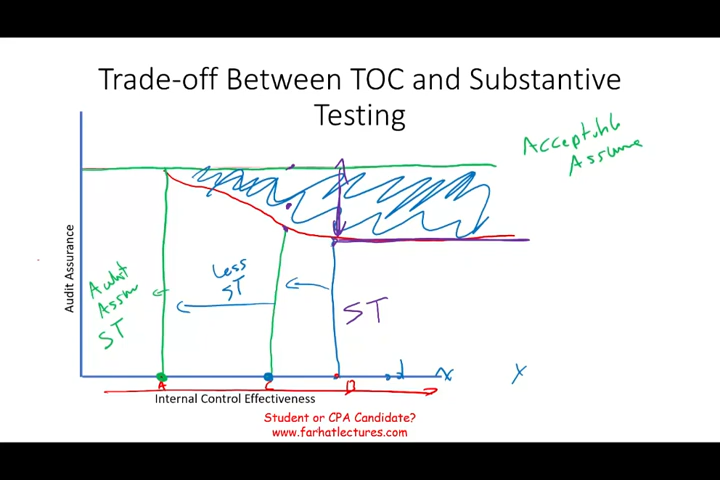 Trade-off Between TOC and Substantive
Testing
Acceptable
Assurance
Audit Assurance
Audit
Assur
ST
Less
ST
ST
A
C
B
d
x
X
Internal Control Effectiveness
Student or CPA Candidate?
www.farhatlectures.com